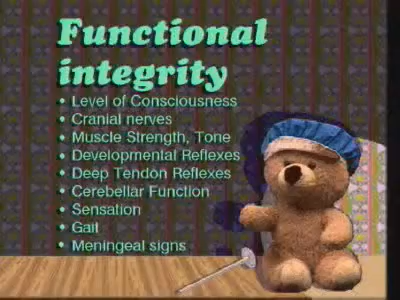 Functional
integrity
• Level of Consciousness
• Cranial nerves
• Muscle Strength, Tone
• Developmental Reflexes
• Deep Tendon Reflexes
• Cerebellar Function
• Sensation
• Gait
• Meningeal signs